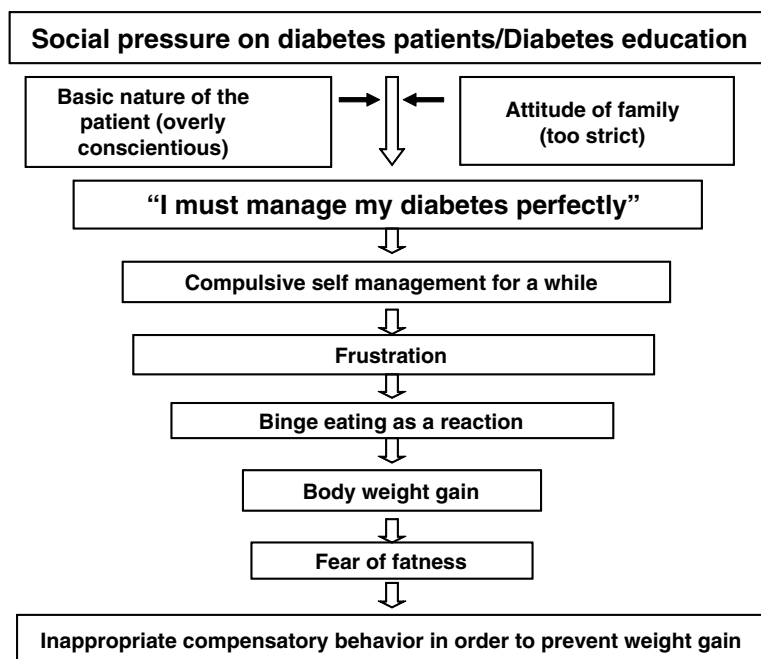 Social pressure on diabetes patients/Diabetes education
Basic nature of the
patient (overly
conscientious)
Attitude of family
(too strict)
“I must manage my diabetes perfectly”
Compulsive self management for a while
Frustration
Binge eating as a reaction
Body weight gain
Fear of fatness
Inappropriate compensatory behavior in order to prevent weight gain